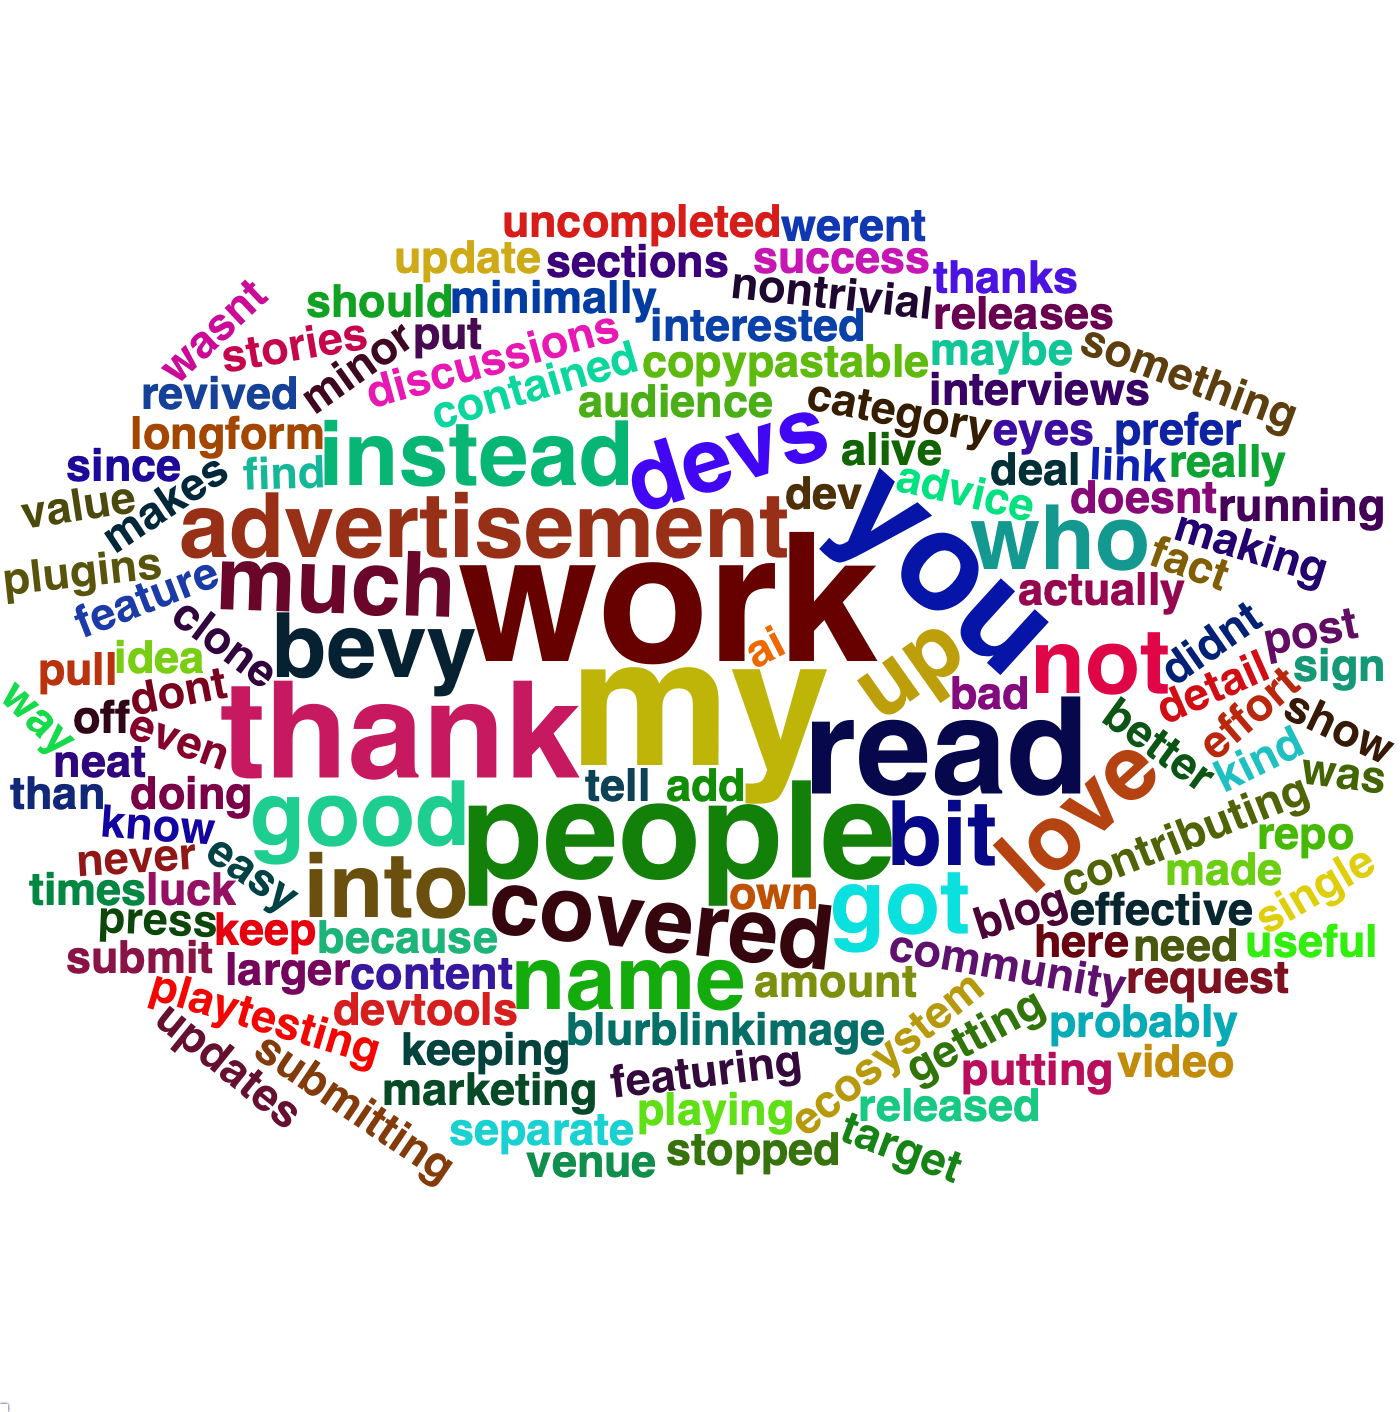 uncompleted
werent
update
sections
success
thanks
wasnt
should
minimally
nontrivial
releases
stories
minor
put
discussions
interested
copypastable
maybe
something
revived
contained
audience
category
interviews
longform
instead
devs
alive
eyes
prefer
since
makes
find
dev
you
advice
deal
link
really
value
advertisement
who
doesnt
running
plugins
feature
much
work
fact
making
actually
clone
bevy
ai
up
not
didnt
post
pull
idea
thank
my
bad
detail
sign
way
off
dont
even
read
better
effort
show
neat
tell
add
love
kind
was
than
doing
know
good
people
bit
contributing
repo
never
easy
into
covered
own
got
made
single
times
luck
press
keep
because
blog
effective
here
need
useful
submit
larger
content
name
amount
community
request
playtesting
devtools
updates
submitting
keeping
blurblinkimage
ecosystem
getting
probably
marketing
featuring
putting
video
separate
playing
released
venue
stopped
target